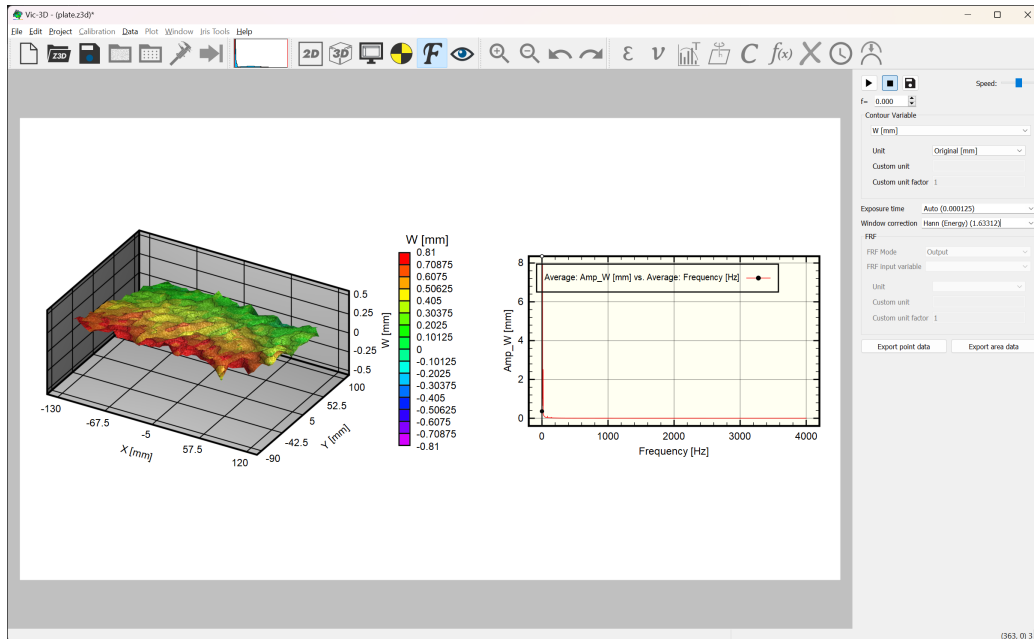 Vic-3D - (plate.z3d)*
File Edit Project Calibration Data Plot Window Iris Tools Help
Z3D 2D 3D F ε ν C f(x)
Speed:
f= 0.000
Contour Variable
W [mm]
Unit Original [mm]
Custom unit
Custom unit factor 1
Exposure time Auto (0.000125)
Window correction Hann (Energy) (1.63312)
FRF
FRF Mode Output
FRF Input variable
Unit
Custom unit
Custom unit factor 1
Export point data Export area data
0.5
0.25
0
-0.25
-0.5
W [mm]
100
52.5
5
-42.5
-90
Y [mm]
-130
-67.5
-5
57.5
120
X [mm]
W [mm]
0.81
0.70875
0.6075
0.50625
0.405
0.30375
0.2025
0.10125
0
-0.10125
-0.2025
-0.30375
-0.405
-0.50625
-0.6075
-0.70875
-0.81
Average: Amp_W [mm] vs. Average: Frequency [Hz]
8
6
4
2
0
Amp_W [mm]
0 1000 2000 3000 4000
Frequency [Hz]
(363, 0) 3